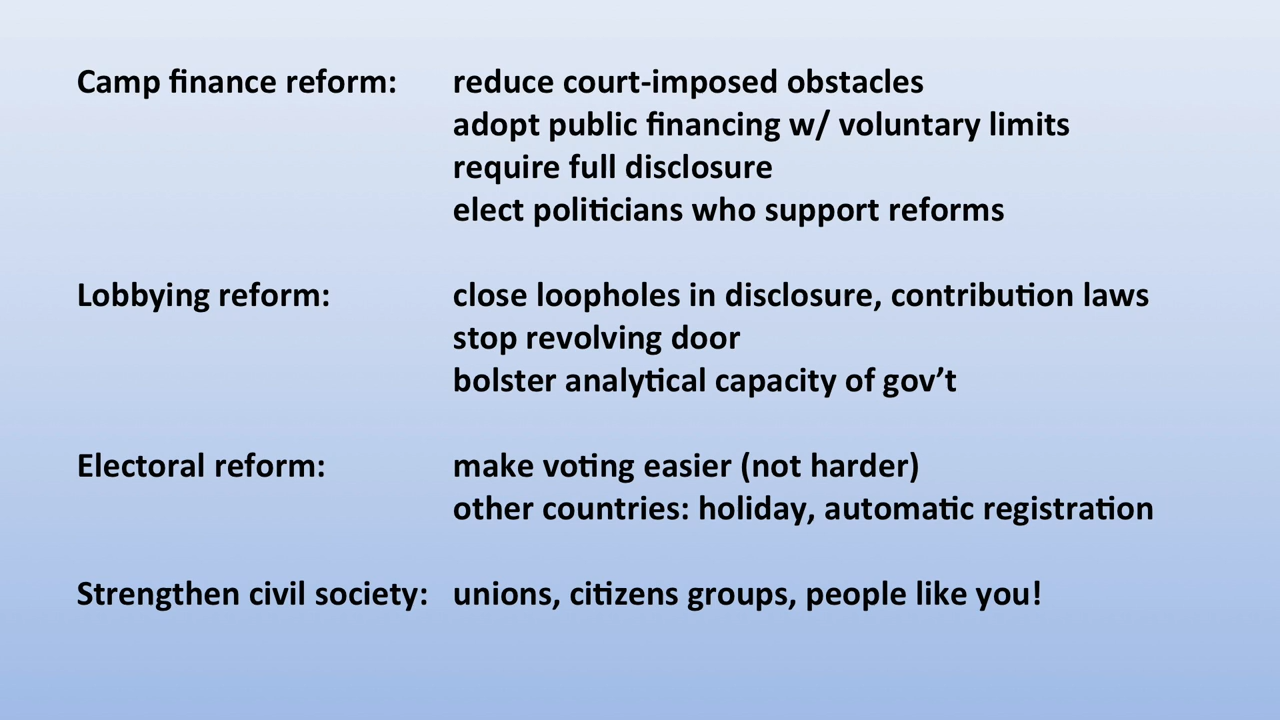 Camp finance reform: reduce court-imposed obstacles
adopt public financing w/ voluntary limits
require full disclosure
elect politicians who support reforms
Lobbying reform: close loopholes in disclosure, contribution laws
stop revolving door
bolster analytical capacity of gov’t
Electoral reform: make voting easier (not harder)
other countries: holiday, automatic registration
Strengthen civil society: unions, citizens groups, people like you!